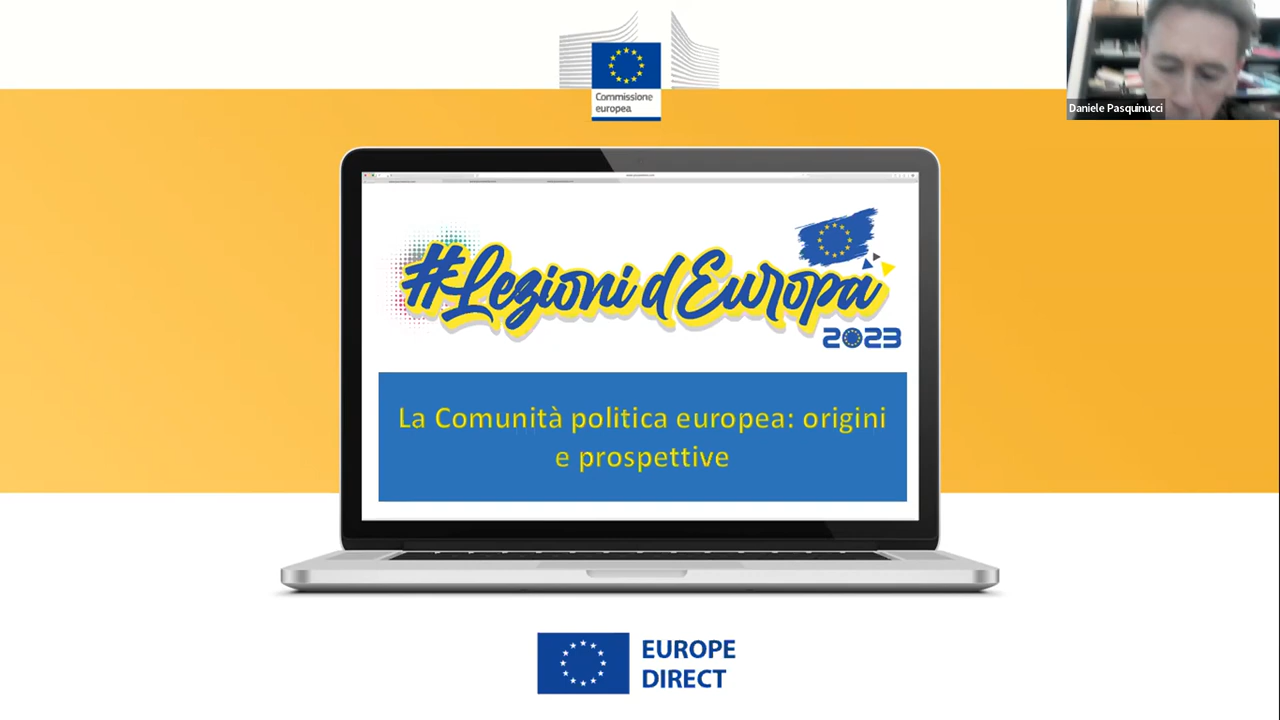 Commissione
europea
Daniele Pasquinucci
#Lezioni d Europa
2023
La Comunità politica europea: origini
e prospettive
EUROPE
DIRECT